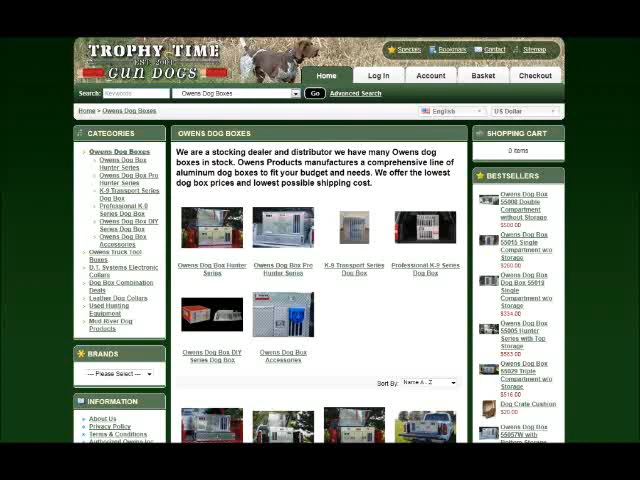 TROPHY TIME
EST 2001
GUN DOGS
Specials
Bookmark
Contact
Sitemap
Home
Log In
Account
Basket
Checkout
Search:
Keywords
Owens Dog Boxes
Go
Advanced Search
Home > Owens Dog Boxes
English
US Dollar
CATEGORIES
Owens Dog Boxes
Owens Dog Box
Hunter Series
Owens Dog Box Pro
Hunter Series
K-9 Transport Series
Dog Box
Professional K-9
Series Dog Box
Owens Dog Box DIY
Series Dog Box
Owens Dog Box
Accessories
Owens Truck Tool
Boxes
D.T. Systems Electronic
Collars
Dog Box Combination
Deals
Leather Dog Collars
Used Hunting
Equipment
Mud River Dog
Products
BRANDS
--- Please Select ---
INFORMATION
About Us
Privacy Policy
Terms & Conditions
OWENS DOG BOXES
We are a stocking dealer and distributor we have many Owens dog
boxes in stock. Owens Products manufactures a comprehensive line of
aluminum dog boxes to fit your budget and needs. We offer the lowest
dog box prices and lowest possible shipping cost.
Owens Dog Box Hunter
Series
Owens Dog Box Pro
Hunter Series
K-9 Transport Series
Dog Box
Professional K-9 Series
Dog Box
Owens Dog Box DIY
Series Dog Box
Owens Dog Box
Accessories
Sort By:
Name A - Z
SHOPPING CART
0 items
BESTSELLERS
Owens Dog Box
55008 Double
Compartment
without Storage
Owens Dog Box
55015 Single
Compartment w/o
Storage
Owens Dog Box
Dog Box 55019
Single
Compartment w/o
Storage
$334.00
Owens Dog Box
55005 Hunter
Series with Top
Storage
$563.00
Owens Dog Box
55029 Triple
Compartment w/o
Storage
$516.00
Dog Crate Cushion
$20.00
Owens Dog Box
55057W with